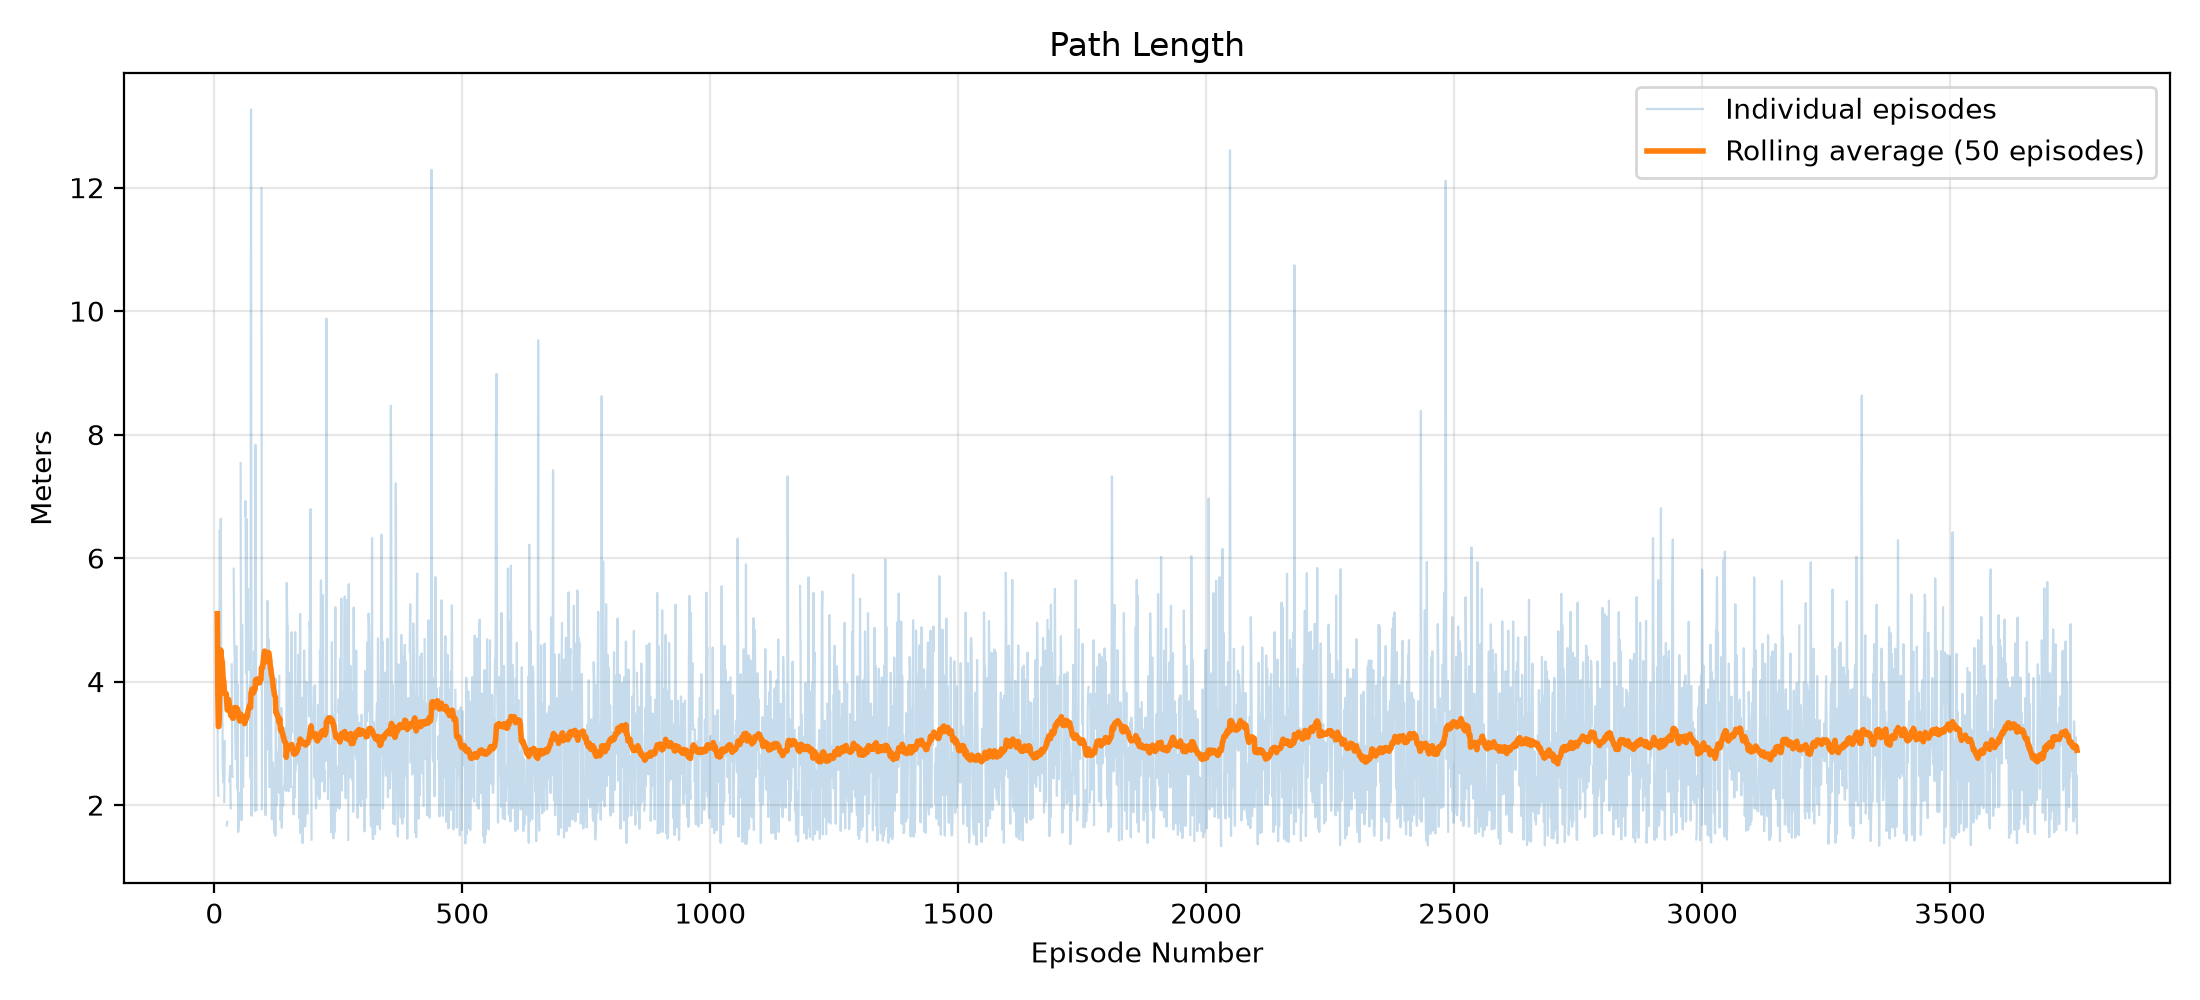 Path Length
Individual episodes
Rolling average (50 episodes)
12
10
8
6
4
2
Meters
0 500 1000 1500 2000 2500 3000 3500
Episode Number